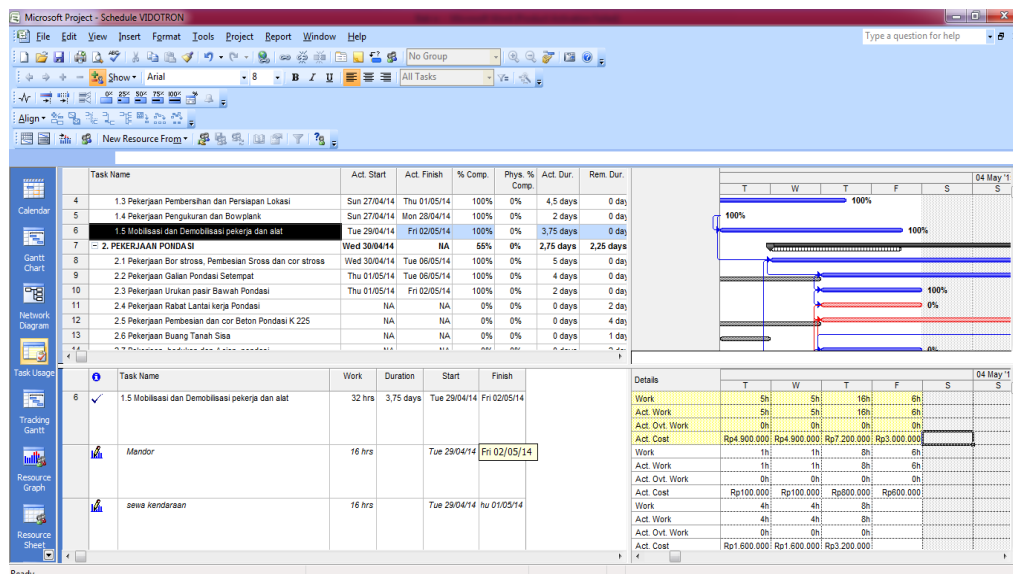 Microsoft Project - Schedule VIDOTRON
File Edit View Insert Format Tools Project Report Window Help Type a question for help
No Group
Show Arial 8 B I U All Tasks
0% 25% 50% 75% 100%
Align
New Resource From
Task Name Act. Start Act. Finish % Comp. Phys. % Comp. Act. Dur. Rem. Dur.
4 1.3 Pekerjaan Pembersihan dan Persiapan Lokasi Sun 27/04/14 Thu 01/05/14 100% 0% 4,5 days 0 day
5 1.4 Pekerjaan Pengukuran dan Bowplank Sun 27/04/14 Mon 28/04/14 100% 0% 2 days 0 day
6 1.5 Mobilisasi dan Demobilisasi pekerja dan alat Tue 29/04/14 Fri 02/05/14 100% 0% 3,75 days 0 day
7 2. PEKERJAAN PONDASI Wed 30/04/14 NA 55% 0% 2,75 days 2,25 days
8 2.1 Pekerjaan Bor stross, Pembesian Sross dan cor stross Wed 30/04/14 Tue 06/05/14 100% 0% 5 days 0 day
9 2.2 Pekerjaan Galian Pondasi Setempat Thu 01/05/14 Tue 06/05/14 100% 0% 4 days 0 day
10 2.3 Pekerjaan Urukan pasir Bawah Pondasi Thu 01/05/14 Fri 02/05/14 100% 0% 2 days 0 day
11 2.4 Pekerjaan Rabat Lantai kerja Pondasi NA NA 0% 0% 0 days 2 day
12 2.5 Pekerjaan Pembesian dan cor Beton Pondasi K 225 NA NA 0% 0% 0 days 4 day
13 2.6 Pekerjaan Buang Tanah Sisa NA NA 0% 0% 0 days 1 day
04 May '1
T W T F S S
100%
100%
100%
100%
0%
0%
Calendar
Gantt Chart
Network Diagram
Task Usage
Tracking Gantt
Resource Graph
Resource Sheet
Task Name Work Duration Start Finish
6 1.5 Mobilisasi dan Demobilisasi pekerja dan alat 32 hrs 3,75 days Tue 29/04/14 Fri 02/05/14
Mandor 16 hrs Tue 29/04/14 Fri 02/05/14
sewa kendaraan 16 hrs Tue 29/04/14 hu 01/05/14
04 May '1
Details T W T F S S
Work 5h 5h 16h 6h
Act. Work 5h 5h 16h 6h
Act. Ovt. Work 0h 0h 0h 0h
Act. Cost Rp4.900.000 Rp4.900.000 Rp7.200.000 Rp3.000.000
Work 1h 1h 8h 6h
Act. Work 1h 1h 8h 6h
Act. Ovt. Work 0h 0h 0h 0h
Act. Cost Rp100.000 Rp100.000 Rp800.000 Rp600.000
Work 4h 4h 8h
Act. Work 4h 4h 8h
Act. Ovt. Work 0h 0h 0h
Act. Cost Rp1.600.000 Rp1.600.000 Rp3.200.000